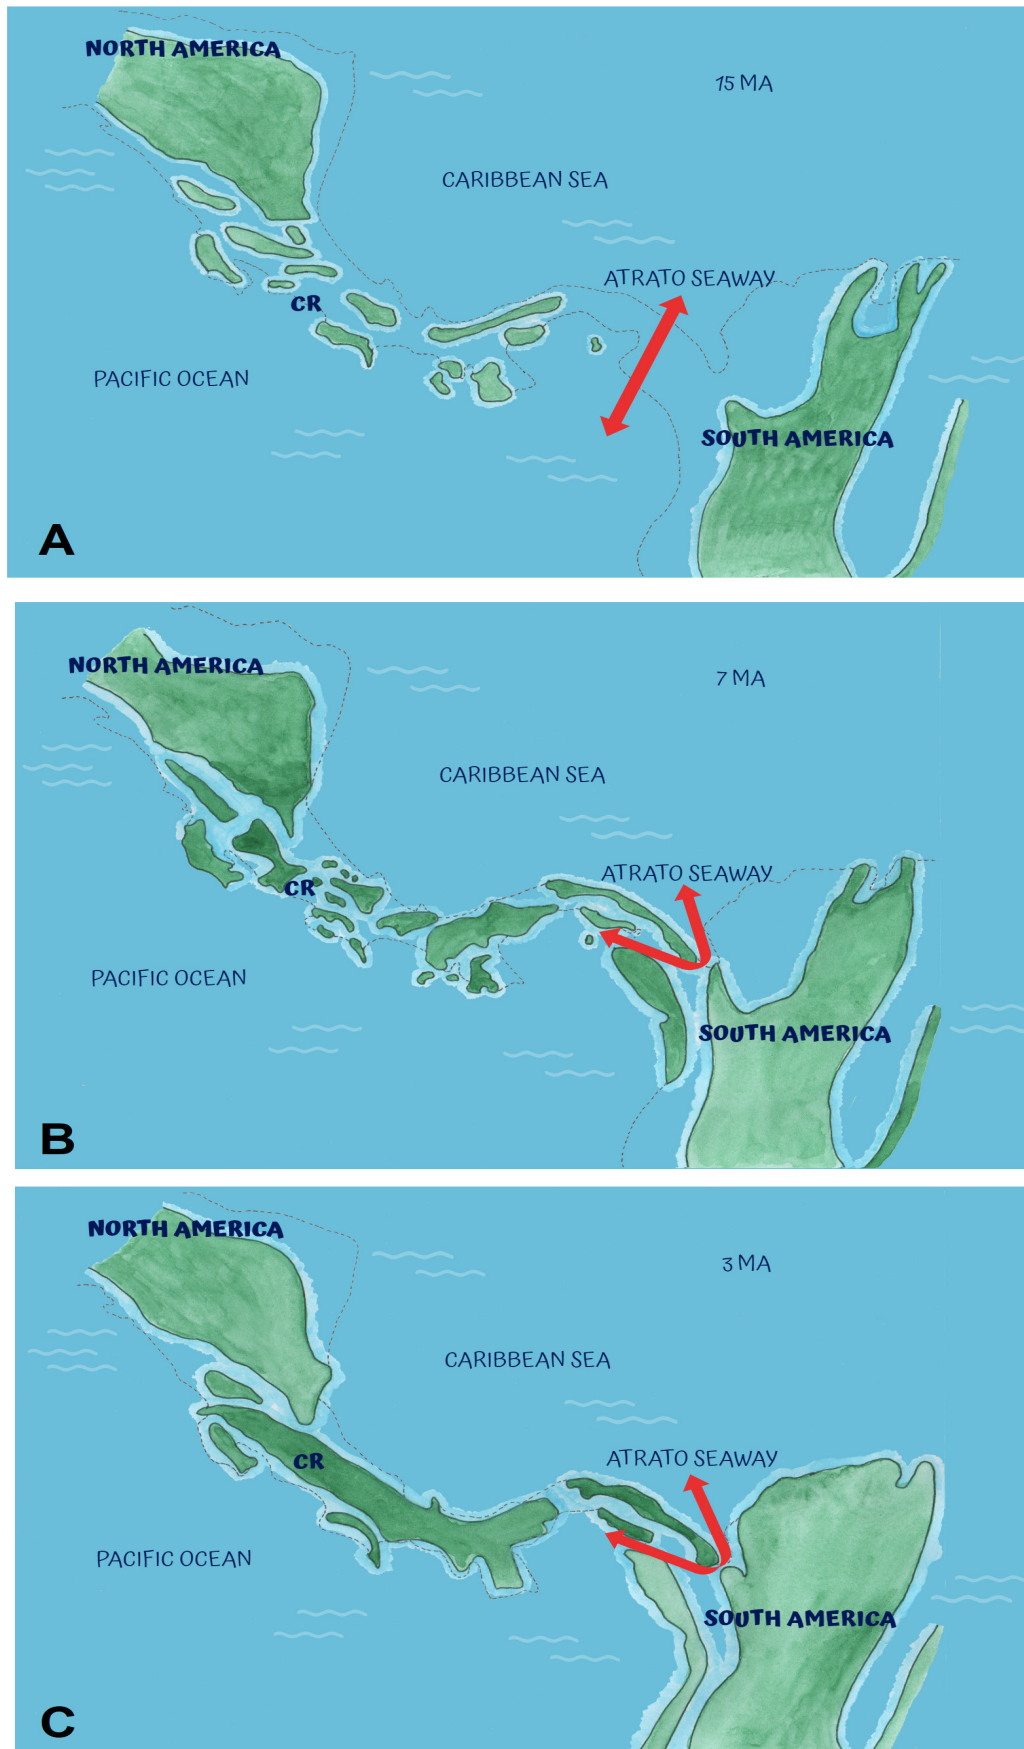 NORTH AMERICA
15 MA
CARIBBEAN SEA
ATRATO SEAWAY
CR
PACIFIC OCEAN
SOUTH AMERICA
A
NORTH AMERICA
7 MA
CARIBBEAN SEA
ATRATO SEAWAY
CR
PACIFIC OCEAN
SOUTH AMERICA
B
NORTH AMERICA
3 MA
CARIBBEAN SEA
ATRATO SEAWAY
CR
PACIFIC OCEAN
SOUTH AMERICA
C